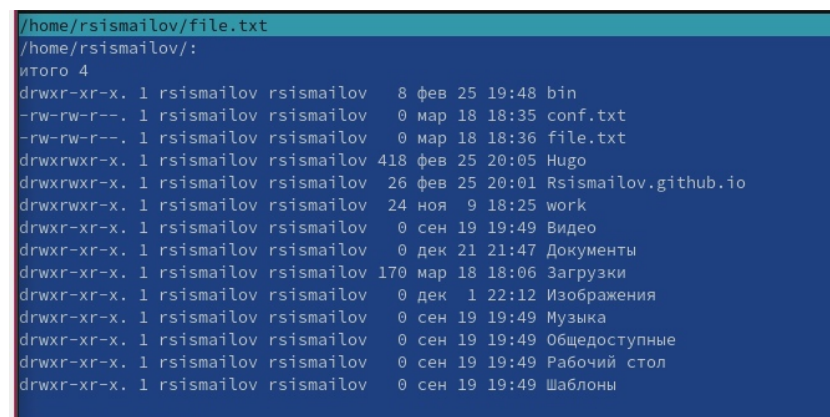 /home/rsismailov/file.txt
/home/rsismailov/:
итого 4
drwxr-xr-x. 1 rsismailov rsismailov   8 фев 25 19:48 bin
-rw-rw-r--. 1 rsismailov rsismailov   0 мар 18 18:35 conf.txt
-rw-rw-r--. 1 rsismailov rsismailov   0 мар 18 18:36 file.txt
drwxrwxr-x. 1 rsismailov rsismailov 418 фев 25 20:05 Hugo
drwxrwxr-x. 1 rsismailov rsismailov  26 фев 25 20:01 Rsismailov.github.io
drwxrwxr-x. 1 rsismailov rsismailov  24 ноя  9 18:25 work
drwxr-xr-x. 1 rsismailov rsismailov   0 сен 19 19:49 Видео
drwxr-xr-x. 1 rsismailov rsismailov   0 дек 21 21:47 Документы
drwxr-xr-x. 1 rsismailov rsismailov 170 мар 18 18:06 Загрузки
drwxr-xr-x. 1 rsismailov rsismailov   0 дек  1 22:12 Изображения
drwxr-xr-x. 1 rsismailov rsismailov   0 сен 19 19:49 Музыка
drwxr-xr-x. 1 rsismailov rsismailov   0 сен 19 19:49 Общедоступные
drwxr-xr-x. 1 rsismailov rsismailov   0 сен 19 19:49 Рабочий стол
drwxr-xr-x. 1 rsismailov rsismailov   0 сен 19 19:49 Шаблоны